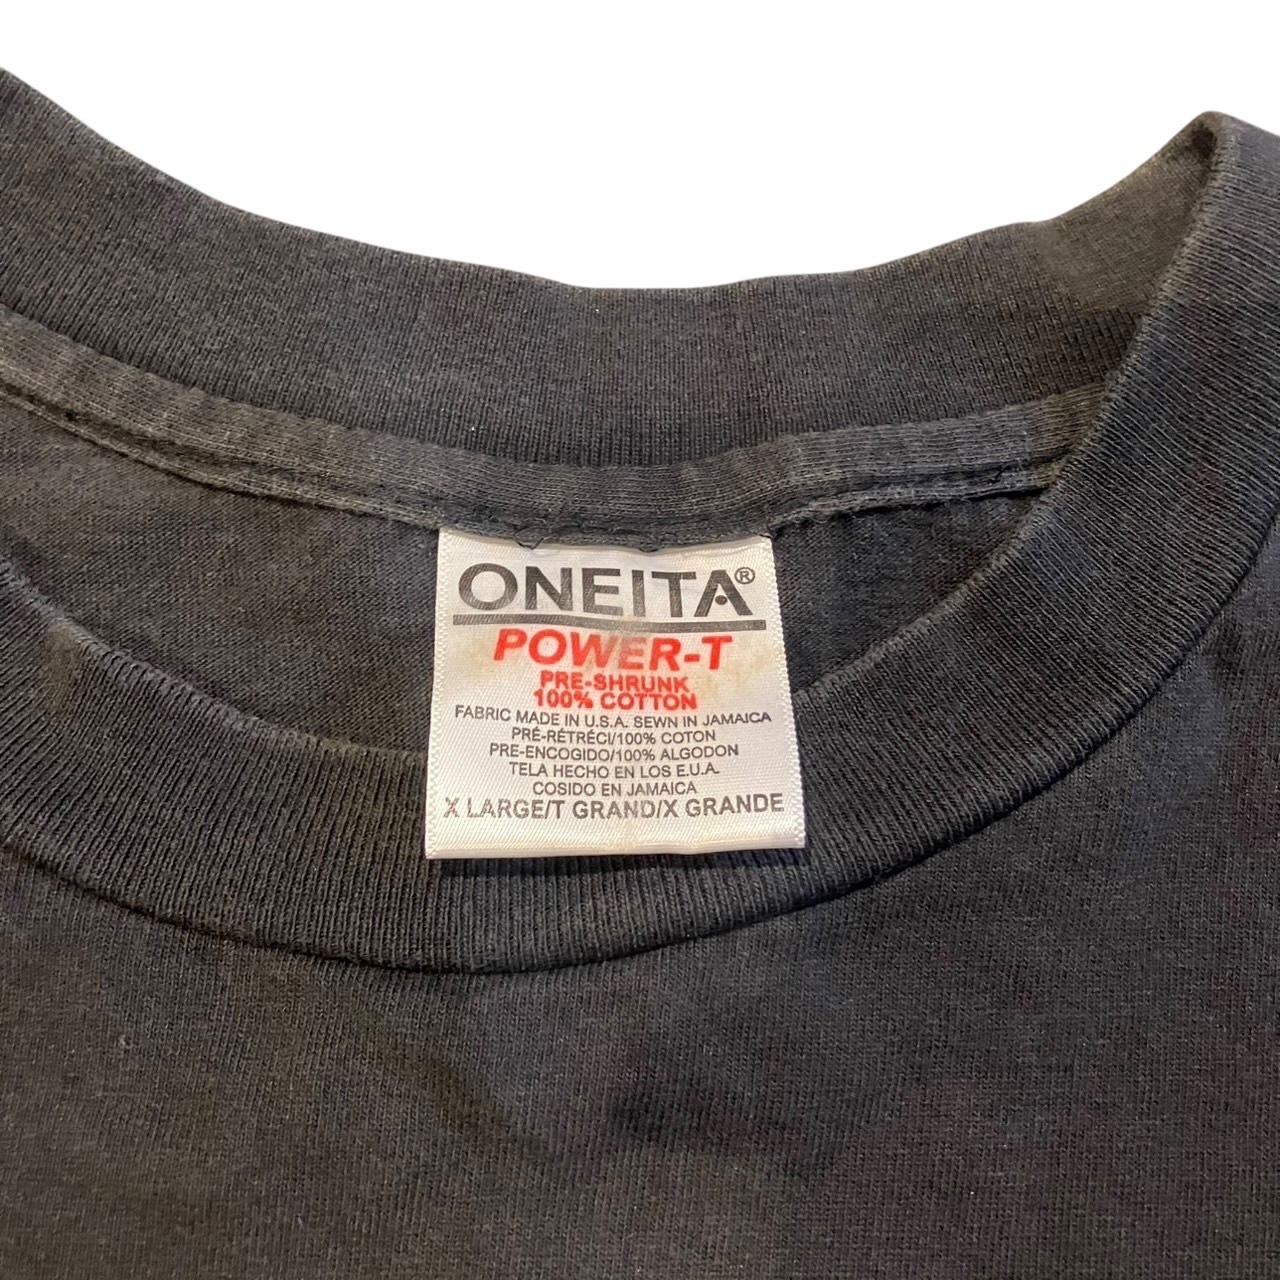 ONEITA®
POWER-T
PRE-SHRUNK
100% COTTON
FABRIC MADE IN U.S.A. SEWN IN JAMAICA
PRÉ-RÉTRÉCI/100% COTON
PRE-ENCOGIDO/100% ALGODON
TELA HECHO EN LOS E.U.A.
COSIDO EN JAMAICA
X LARGE/T GRAND/X GRANDE